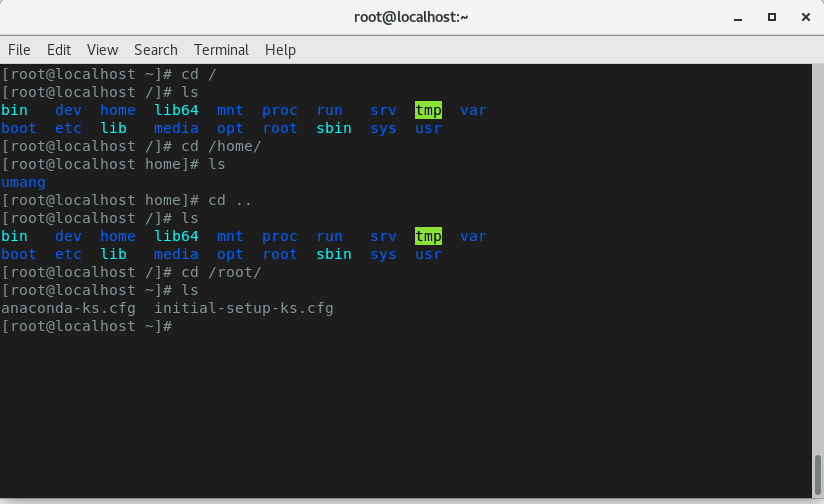 root@localhost:~
File Edit View Search Terminal Help
[root@localhost ~]# cd /
[root@localhost /]# ls
bin dev home lib64 mnt proc run srv tmp var
boot etc lib media opt root sbin sys usr
[root@localhost /]# cd /home/
[root@localhost home]# ls
umang
[root@localhost home]# cd ..
[root@localhost /]# ls
bin dev home lib64 mnt proc run srv tmp var
boot etc lib media opt root sbin sys usr
[root@localhost /]# cd /root/
[root@localhost ~]# ls
anaconda-ks.cfg initial-setup-ks.cfg
[root@localhost ~]#